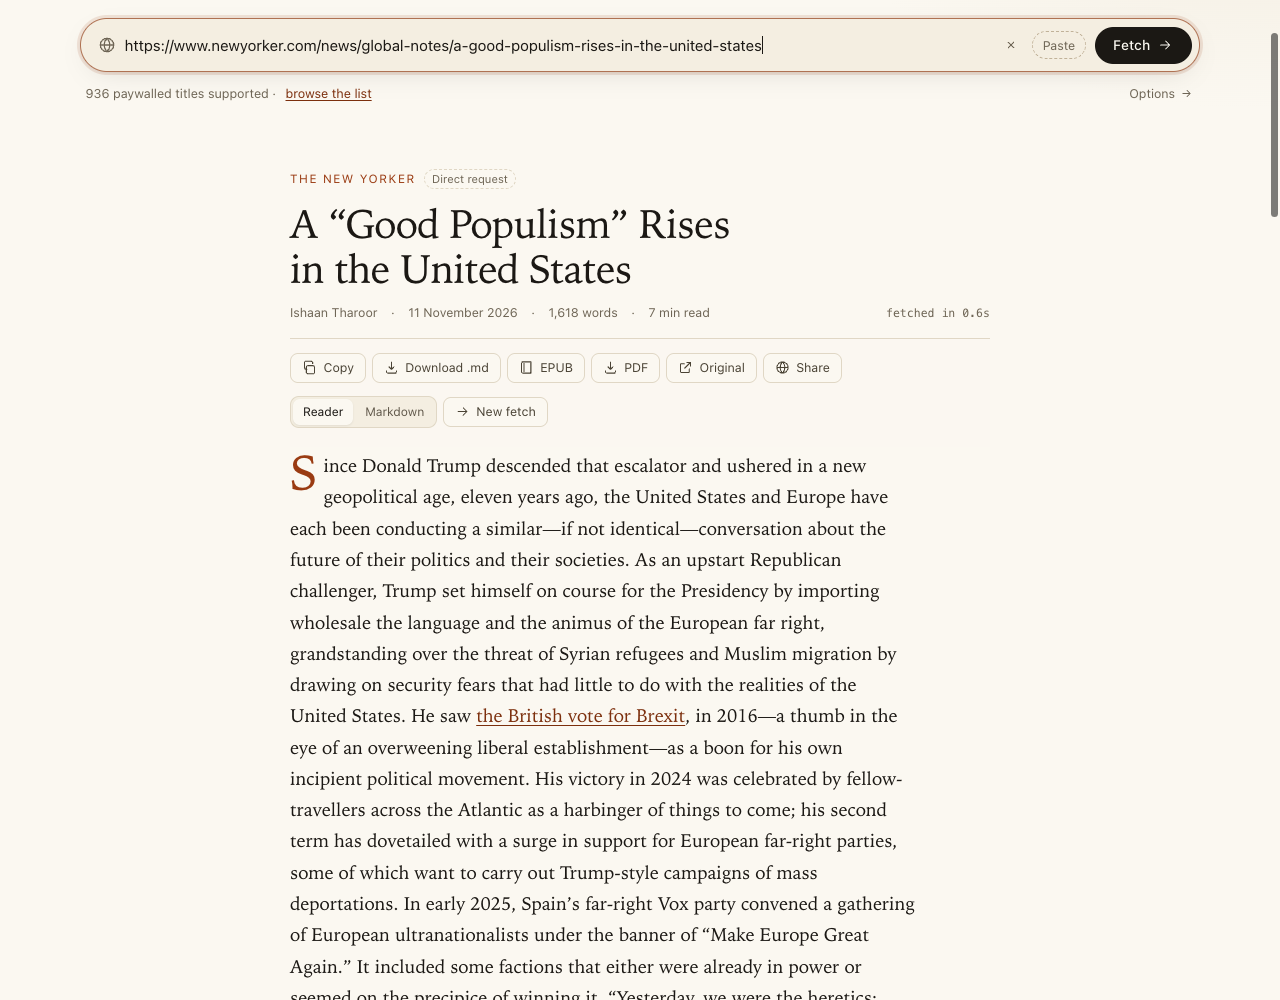 https://www.newyorker.com/news/global-notes/a-good-populism-rises-in-the-united-states
×
Paste
Fetch →
936 paywalled titles supported · browse the list
Options →
THE NEW YORKER
Direct request
A “Good Populism” Rises
in the United States
Ishaan Tharoor · 11 November 2026 · 1,618 words · 7 min read
fetched in 0.6s
Copy
Download .md
EPUB
PDF
Original
Share
Reader
Markdown
→ New fetch
Since Donald Trump descended that escalator and ushered in a new
geopolitical age, eleven years ago, the United States and Europe have
each been conducting a similar—if not identical—conversation about the
future of their politics and their societies. As an upstart Republican
challenger, Trump set himself on course for the Presidency by importing
wholesale the language and the animus of the European far right,
grandstanding over the threat of Syrian refugees and Muslim migration by
drawing on security fears that had little to do with the realities of the
United States. He saw the British vote for Brexit, in 2016—a thumb in the
eye of an overweening liberal establishment—as a boon for his own
incipient political movement. His victory in 2024 was celebrated by fellow-
travellers across the Atlantic as a harbinger of things to come; his second
term has dovetailed with a surge in support for European far-right parties,
some of which want to carry out Trump-style campaigns of mass
deportations. In early 2025, Spain’s far-right Vox party convened a gathering
of European ultranationalists under the banner of “Make Europe Great
Again.” It included some factions that either were already in power or
seemed on the precipice of winning it. “Yesterday, we were the heretics;